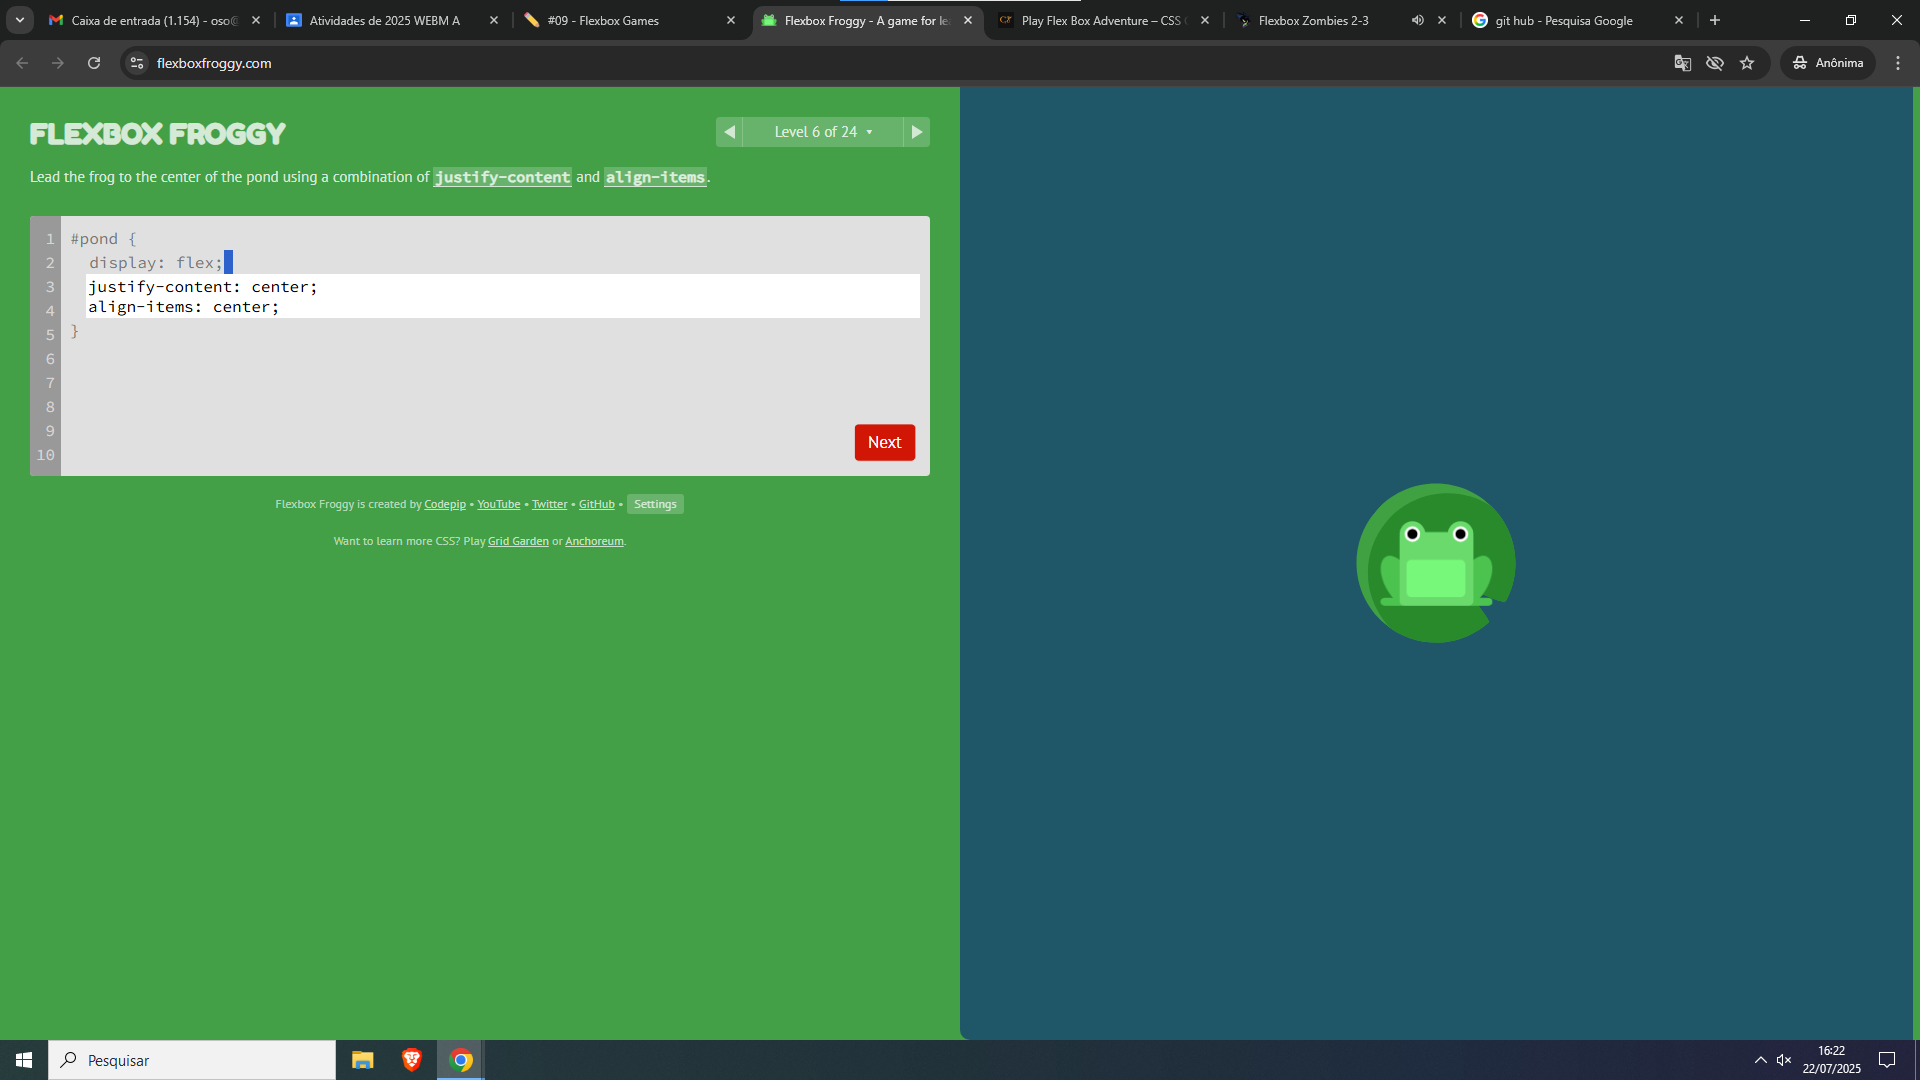 Caixa de entrada (1.154) - oso@
Atividades de 2025 WEBM A
#09 - Flexbox Games
Flexbox Froggy - A game for le
Play Flex Box Adventure – CSS
Flexbox Zombies 2-3
git hub - Pesquisa Google
flexboxfroggy.com
Anônima
FLEXBOX FROGGY
Level 6 of 24
Lead the frog to the center of the pond using a combination of justify-content and align-items.
1 #pond {
2 display: flex;
3 justify-content: center;
4 align-items: center;
5 }
6
7
8
9
10
Next
Flexbox Froggy is created by Codepip • YouTube • Twitter • GitHub • Settings
Want to learn more CSS? Play Grid Garden or Anchoreum.
Pesquisar
16:22
22/07/2025